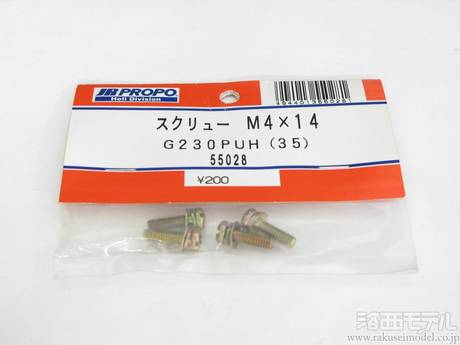 JR PROPO
Heli Division
4944013550281
スクリュー M4×14
G230PUH(35)
55028
¥200
洛西モデル
www.rakuseimodel.co.jp